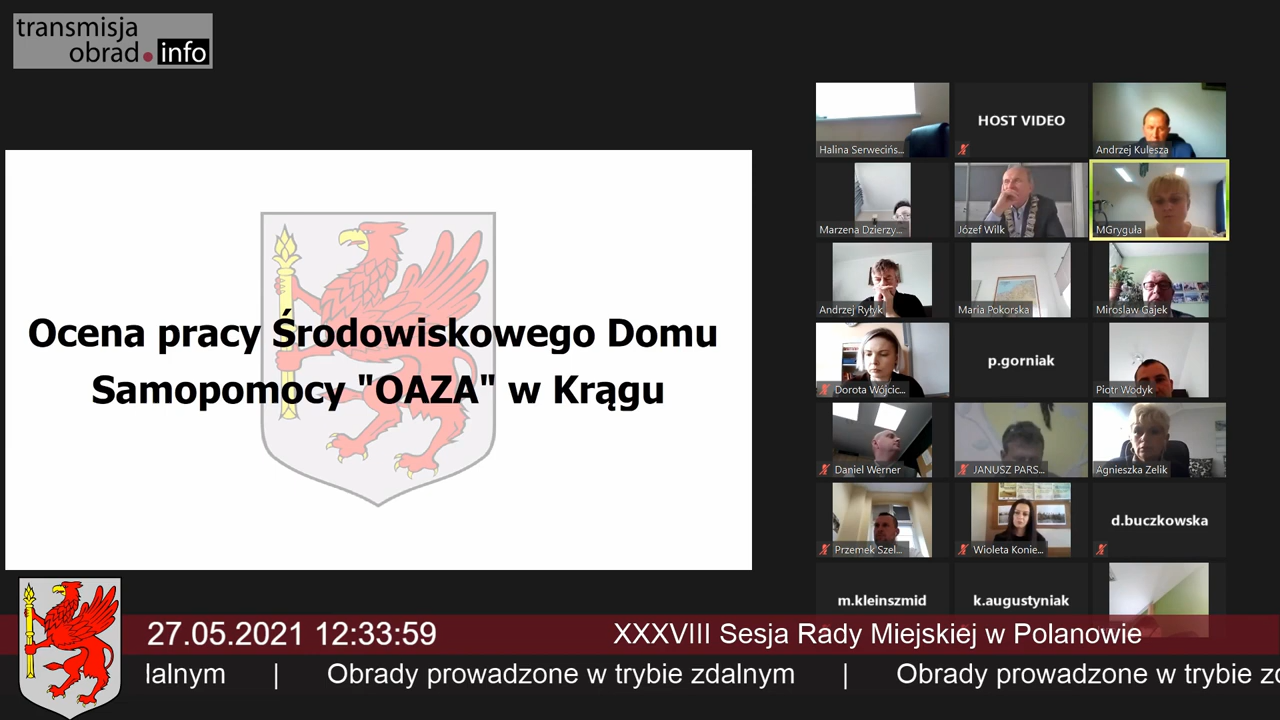 transmisja
obrad.info
Ocena pracy Środowiskowego Domu
Samopomocy "OAZA" w Krągu
Halina Serwecińs...
HOST VIDEO
Andrzej Kulesza
Marzena Dzierzy...
Józef Wilk
MGryguła
Andrzej Ryłyk
Maria Pokorska
Miroslaw Gajek
Dorota Wójcic...
p.gorniak
Piotr Wodyk
Daniel Werner
JANUSZ PARS...
Agnieszka Zelik
Przemek Szel...
Wioleta Konie...
d.buczkowska
m.kleinszmid
k.augustyniak
27.05.2021 12:33:59
XXXVIII Sesja Rady Miejskiej w Polanowie
lalnym | Obrady prowadzone w trybie zdalnym | Obrady prowadzone w trybie zd